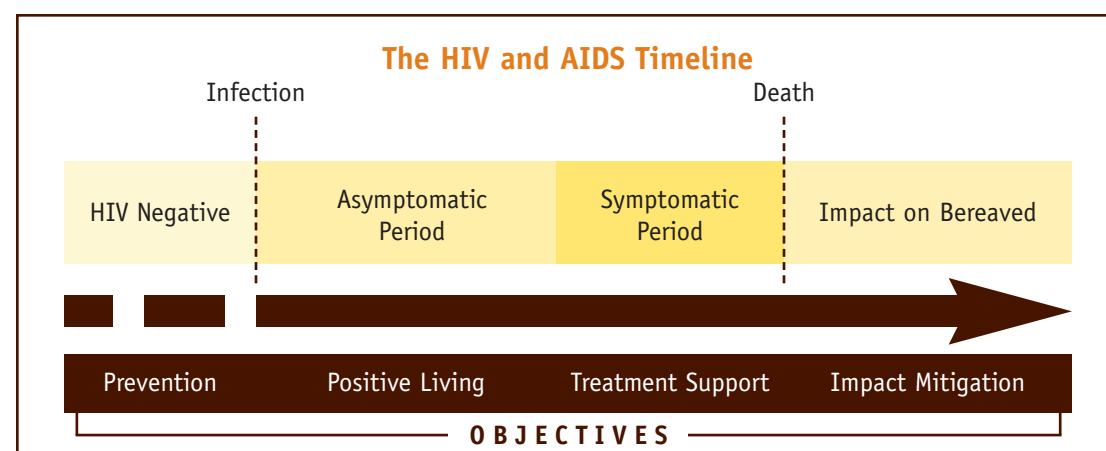 The HIV and AIDS Timeline
Infection
Death
HIV Negative
Asymptomatic
Period
Symptomatic
Period
Impact on Bereaved
Prevention
Positive Living
Treatment Support
Impact Mitigation
OBJECTIVES